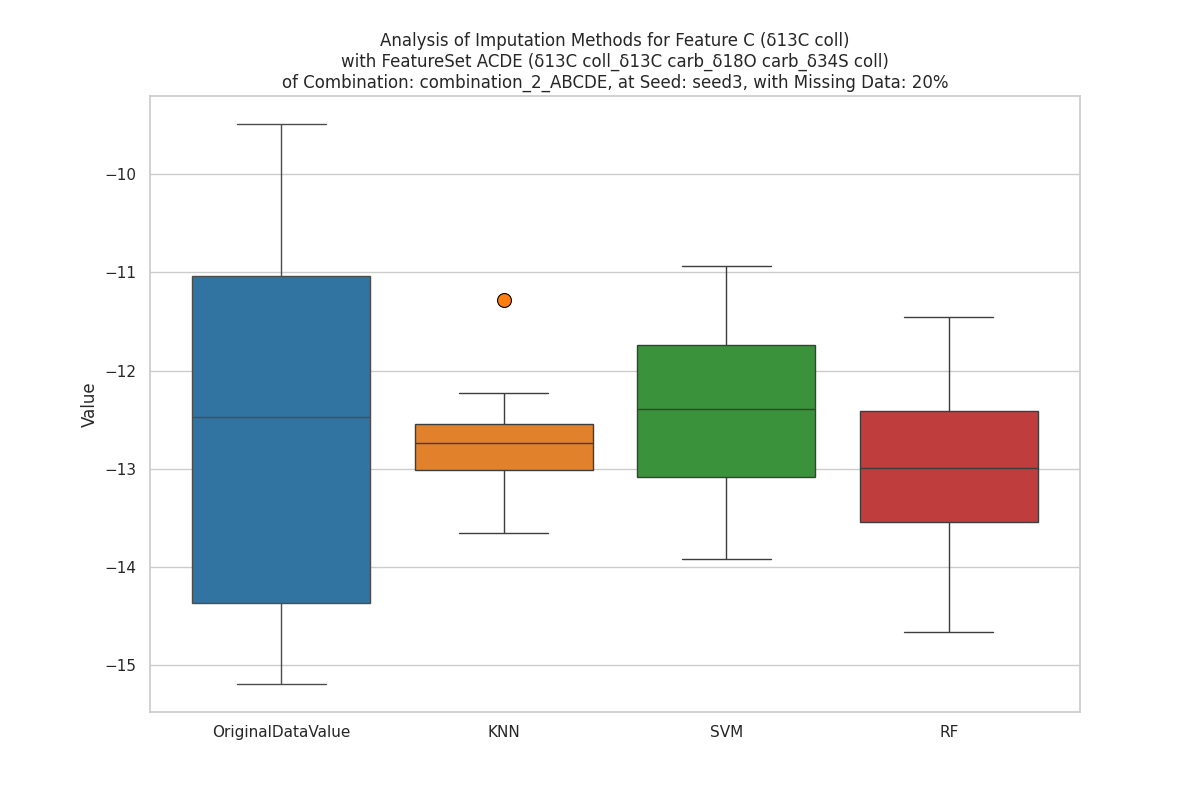 Analysis of Imputation Methods for Feature C (δ13C coll)
with FeatureSet ACDE (δ13C coll_δ13C carb_δ18O carb_δ34S coll)
of Combination: combination_2_ABCDE, at Seed: seed3, with Missing Data: 20%
Value
−10
−11
−12
−13
−14
−15
OriginalDataValue
KNN
SVM
RF